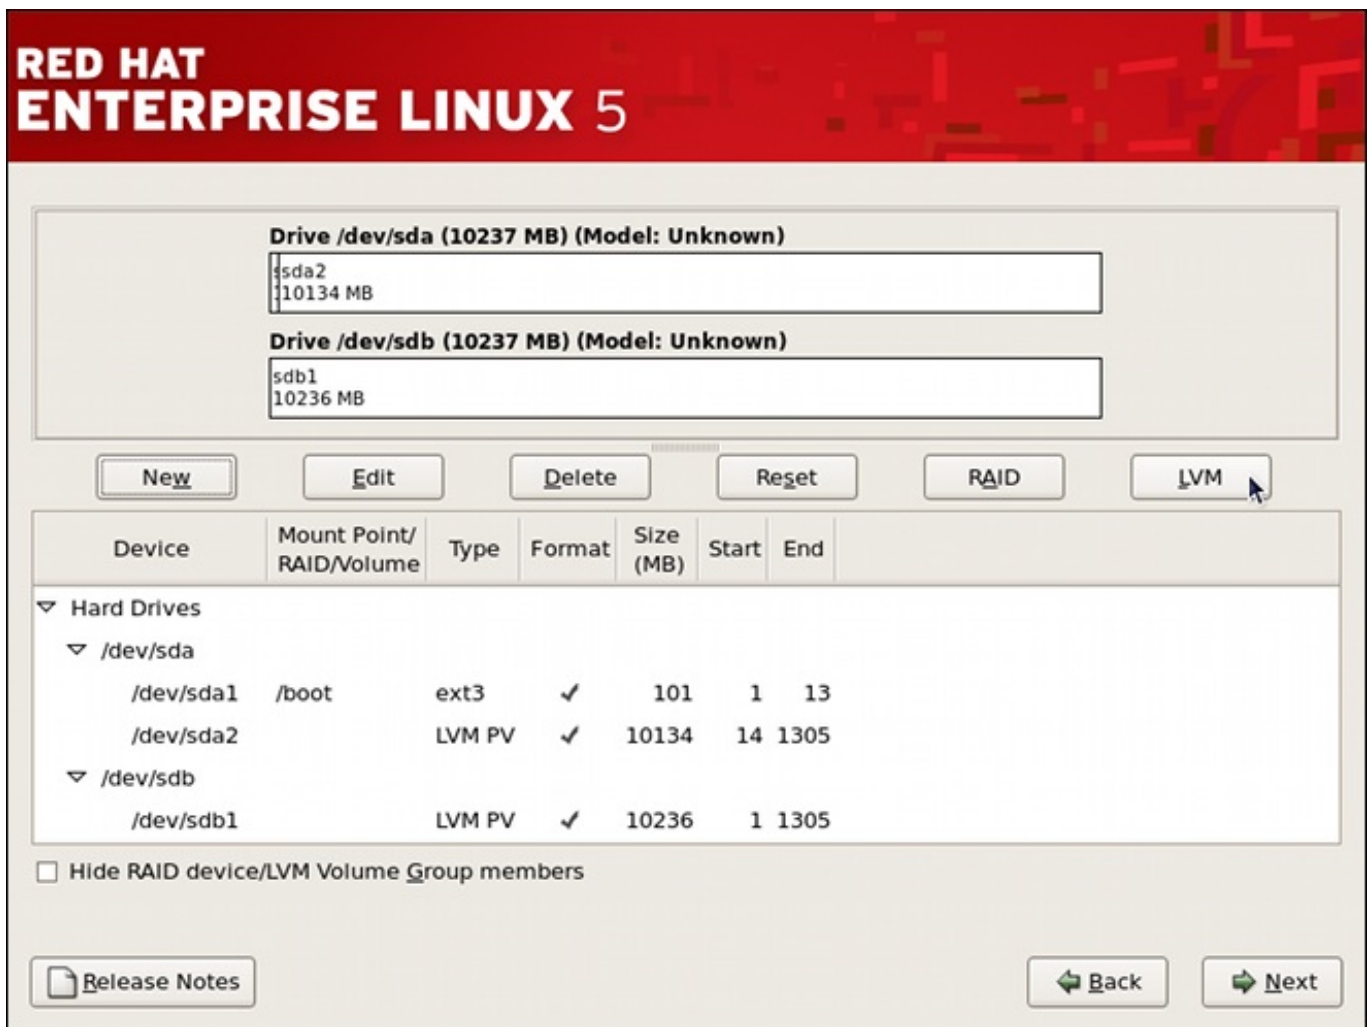 RED HAT
ENTERPRISE LINUX 5
Drive /dev/sda (10237 MB) (Model: Unknown)
sda2
10134 MB
Drive /dev/sdb (10237 MB) (Model: Unknown)
sdb1
10236 MB
New Edit Delete Reset RAID LVM
Device Mount Point/ RAID/Volume Type Format Size (MB) Start End
Hard Drives
/dev/sda
/dev/sda1 /boot ext3 ✓ 101 1 13
/dev/sda2 LVM PV ✓ 10134 14 1305
/dev/sdb
/dev/sdb1 LVM PV ✓ 10236 1 1305
Hide RAID device/LVM Volume Group members
Release Notes Back Next